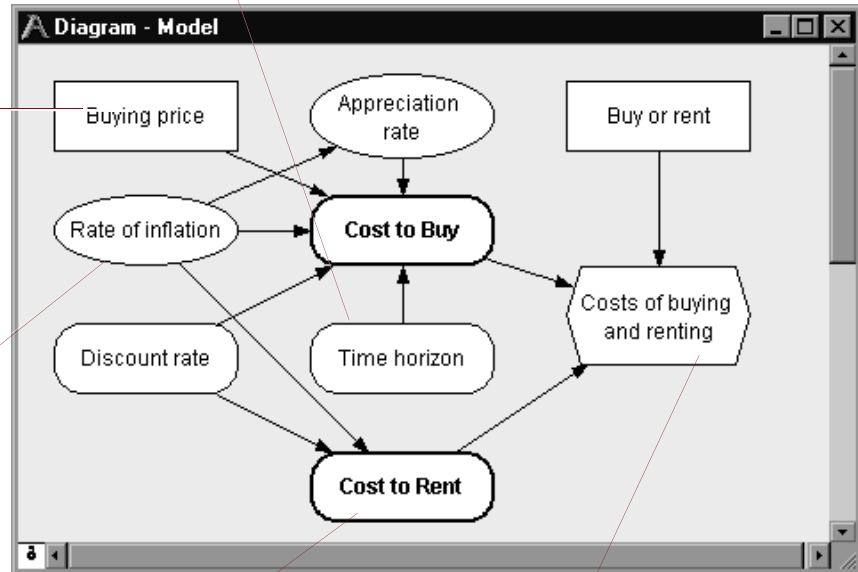 Diagram - Model
Buying price
Appreciation
rate
Buy or rent
Rate of inflation
Cost to Buy
Costs of buying
and renting
Discount rate
Time horizon
Cost to Rent